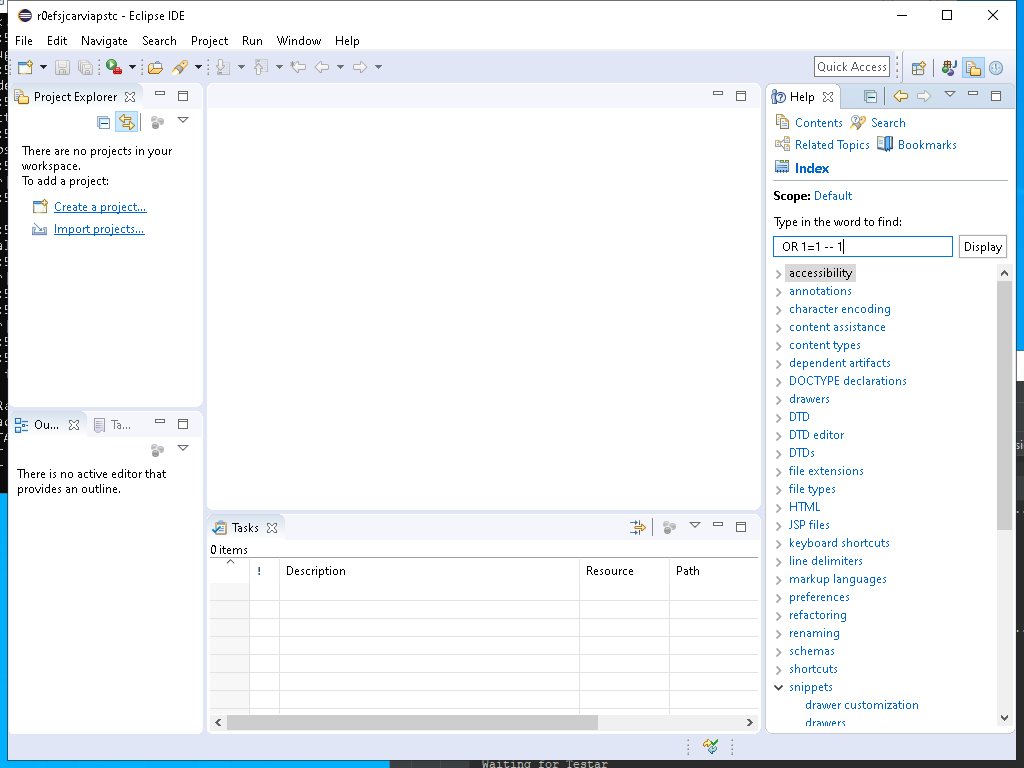 r0efsjcarviapstc - Eclipse IDE
File Edit Navigate Search Project Run Window Help
Quick Access
Project Explorer
There are no projects in your
workspace.
To add a project:
Create a project...
Import projects...
Ou...
Ta...
There is no active editor that
provides an outline.
Tasks
0 items
! Description Resource Path
Help
Contents Search
Related Topics Bookmarks
Index
Scope: Default
Type in the word to find:
OR 1=1 -- 1 Display
accessibility
annotations
character encoding
content assistance
content types
dependent artifacts
DOCTYPE declarations
drawers
DTD
DTD editor
DTDs
file extensions
file types
HTML
JSP files
keyboard shortcuts
line delimiters
markup languages
preferences
refactoring
renaming
schemas
shortcuts
snippets
drawer customization
drawers
Waiting for Testar